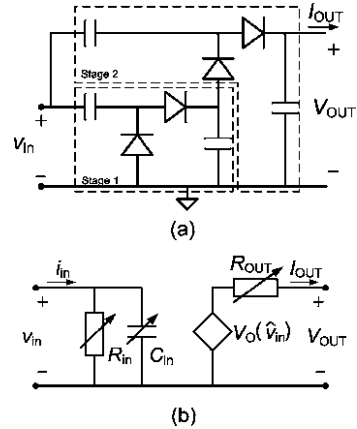 I_OUT
+
Stage 2
+
v_in
V_OUT
−
Stage 1
−
(a)
i_in
R_OUT
I_OUT
+
+
v_in
R_in
C_in
V_O(v̂_in)
V_OUT
−
−
(b)